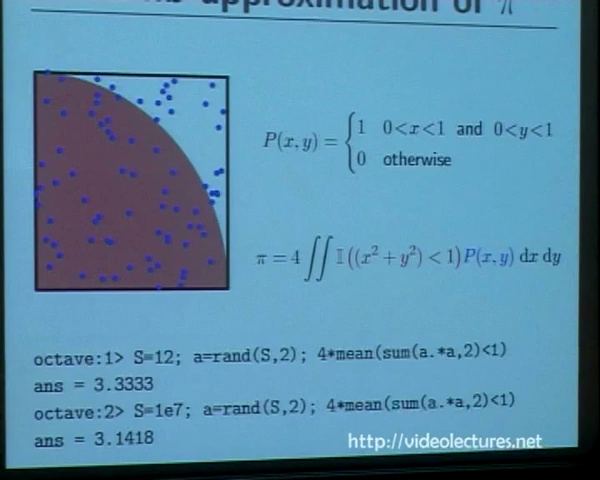 approximation of π
P(x,y) = {1 0<x<1 and 0<y<1
0 otherwise
π = 4 ∬ 𝕀((x² + y²) < 1) P(x,y) dx dy
octave:1> S=12; a=rand(S,2); 4*mean(sum(a.*a,2)<1)
ans = 3.3333
octave:2> S=1e7; a=rand(S,2); 4*mean(sum(a.*a,2)<1)
ans = 3.1418
http://videolectures.net